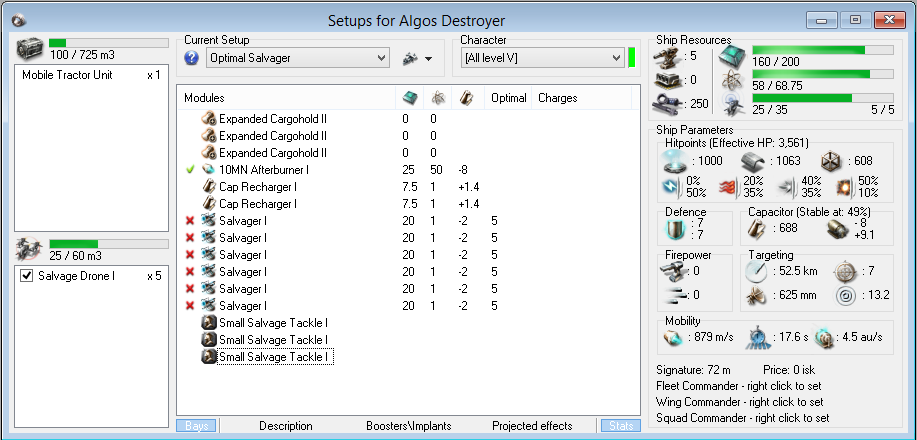 Setups for Algos Destroyer
100 / 725 m3
Mobile Tractor Unit x 1
25 / 60 m3
Salvage Drone I x 5
Current Setup
Optimal Salvager
Character
[All level V]
Modules Optimal Charges
Expanded Cargohold II 0 0
Expanded Cargohold II 0 0
Expanded Cargohold II 0 0
10MN Afterburner I 25 50 -8
Cap Recharger I 7.5 1 +1.4
Cap Recharger I 7.5 1 +1.4
Salvager I 20 1 -2 5
Salvager I 20 1 -2 5
Salvager I 20 1 -2 5
Salvager I 20 1 -2 5
Salvager I 20 1 -2 5
Salvager I 20 1 -2 5
Small Salvage Tackle I
Small Salvage Tackle I
Small Salvage Tackle I
Bays Description Boosters\Implants Projected effects Stats
Ship Resources
: 5
: 0
: 250
160 / 200
58 / 68.75
25 / 35 5 / 5
Ship Parameters
Hitpoints (Effective HP: 3,561)
: 1000 : 1063 : 608
0% 20% 40% 50%
50% 35% 35% 10%
Defence
: 7
: 7
Capacitor (Stable at: 49%)
: 688
- 8
+9.1
Firepower
: 0
: 0
Targeting
: 52.5 km : 7
: 625 mm : 13.2
Mobility
: 879 m/s : 17.6 s : 4.5 au/s
Signature: 72 m Price: 0 isk
Fleet Commander - right click to set
Wing Commander - right click to set
Squad Commander - right click to set